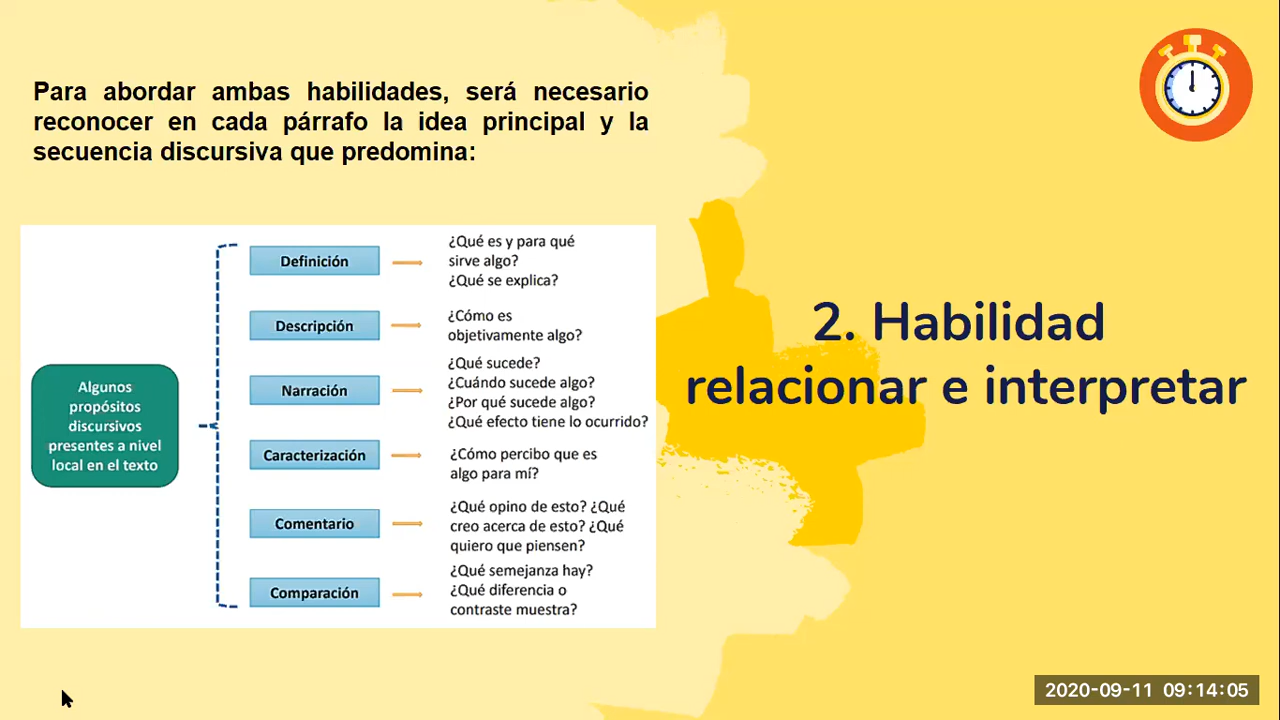 Para abordar ambas habilidades, será necesario
reconocer en cada párrafo la idea principal y la
secuencia discursiva que predomina:
Algunos
propósitos
discursivos
presentes a nivel
local en el texto
Definición
¿Qué es y para qué
sirve algo?
¿Qué se explica?
Descripción
¿Cómo es
objetivamente algo?
Narración
¿Qué sucede?
¿Cuándo sucede algo?
¿Por qué sucede algo?
¿Qué efecto tiene lo ocurrido?
Caracterización
¿Cómo percibo que es
algo para mí?
Comentario
¿Qué opino de esto? ¿Qué
creo acerca de esto? ¿Qué
quiero que piensen?
Comparación
¿Qué semejanza hay?
¿Qué diferencia o
contraste muestra?
2. Habilidad
relacionar e interpretar
2020-09-11 09:14:05